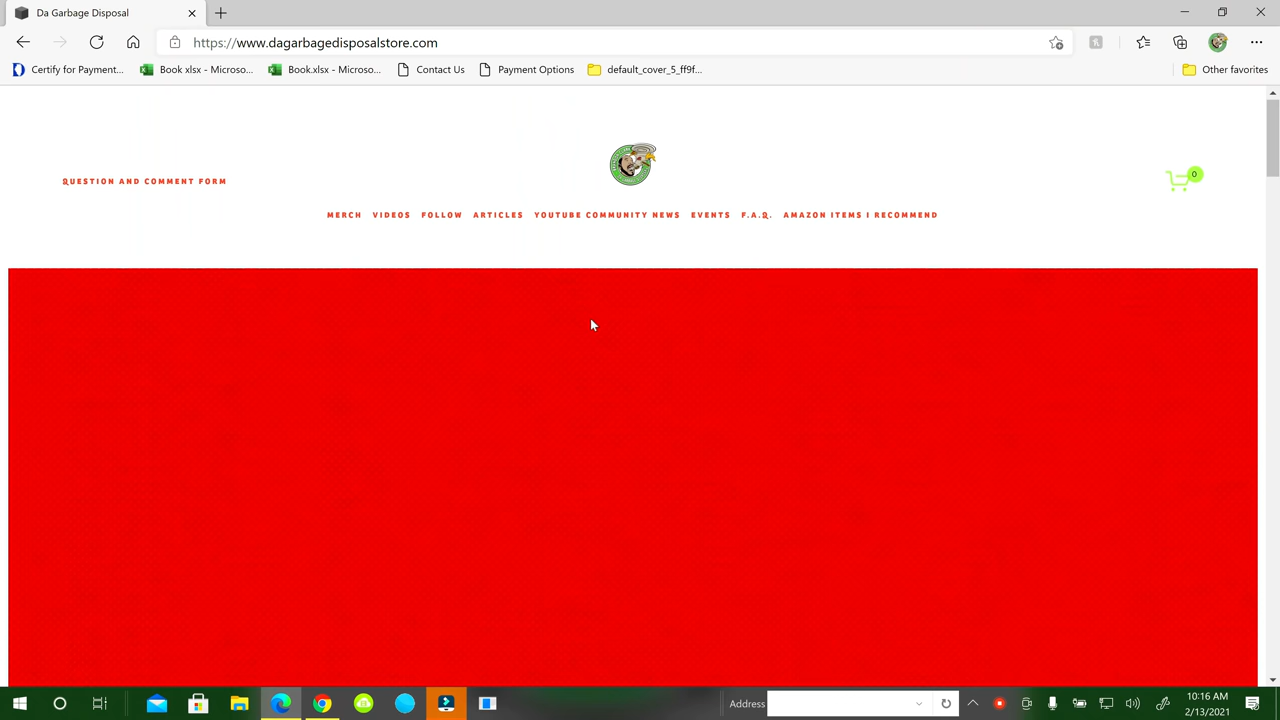 Da Garbage Disposal
https://www.dagarbagedisposalstore.com
Certify for Payment... Book xlsx - Microso... Book.xlsx - Microso... Contact Us Payment Options default_cover_5_ff9f... Other favorites
QUESTION AND COMMENT FORM
0
MERCH VIDEOS FOLLOW ARTICLES YOUTUBE COMMUNITY NEWS EVENTS F.A.Q. AMAZON ITEMS I RECOMMEND
Address
10:16 AM
2/13/2021